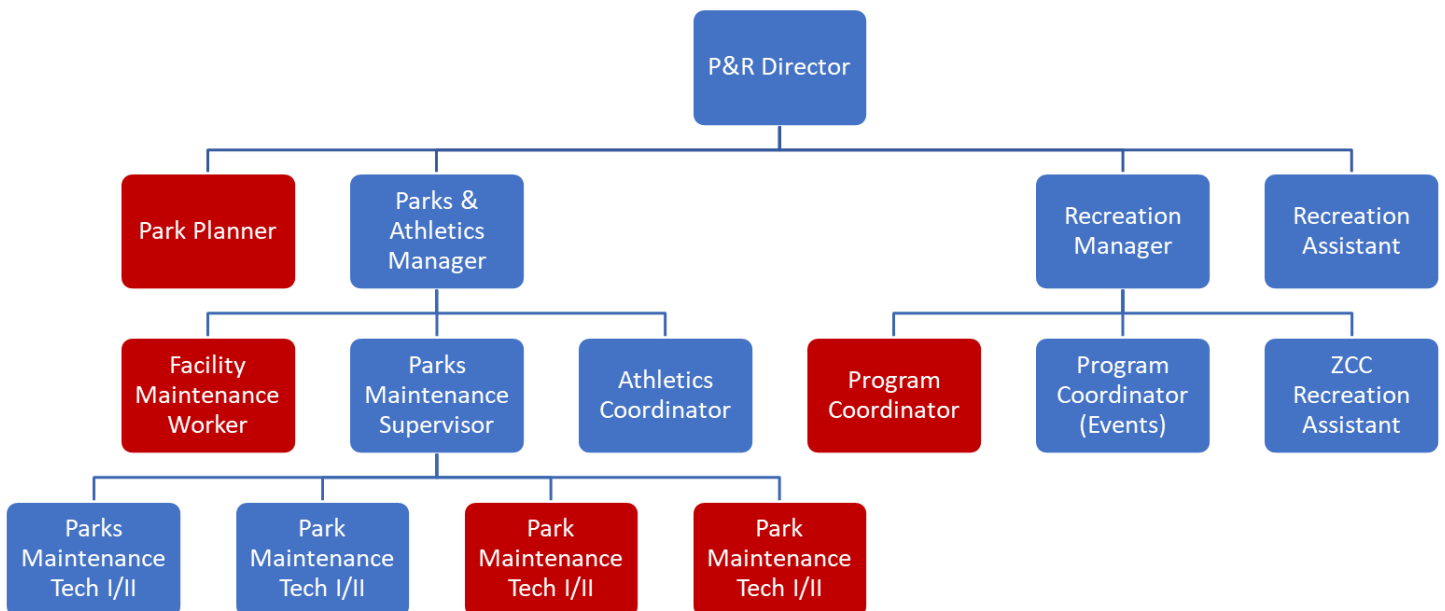 P&R Director
Park Planner
Parks &
Athletics
Manager
Recreation
Manager
Recreation
Assistant
Facility
Maintenance
Worker
Parks
Maintenance
Supervisor
Athletics
Coordinator
Program
Coordinator
Program
Coordinator
(Events)
ZCC
Recreation
Assistant
Parks
Maintenance
Tech I/II
Park
Maintenance
Tech I/II
Park
Maintenance
Tech I/II
Park
Maintenance
Tech I/II